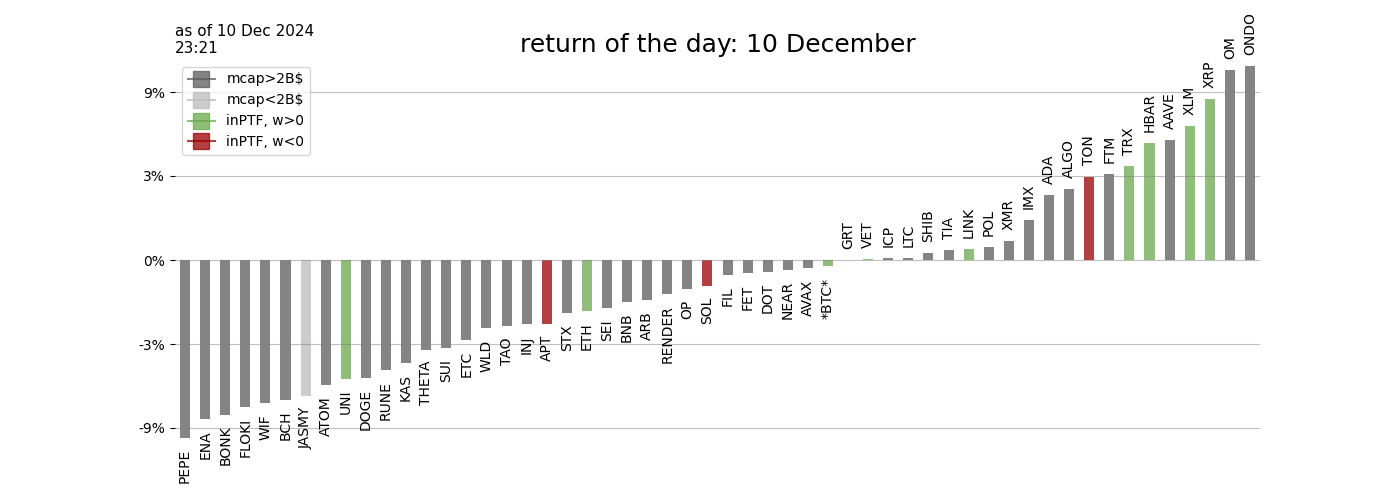 as of 10 Dec 2024
23:21
return of the day: 10 December
mcap>2B$
mcap<2B$
inPTF, w>0
inPTF, w<0
9%
3%
0%
-3%
-9%
PEPE
ENA
BONK
FLOKI
WIF
BCH
JASMY
ATOM
UNI
DOGE
RUNE
KAS
THETA
SUI
ETC
WLD
TAO
INJ
APT
STX
ETH
SEI
BNB
ARB
RENDER
OP
SOL
FIL
FET
DOT
NEAR
AVAX
*BTC*
GRT
VET
ICP
LTC
SHIB
TIA
LINK
POL
XMR
IMX
ADA
ALGO
TON
FTM
TRX
HBAR
AAVE
XLM
XRP
OM
ONDO